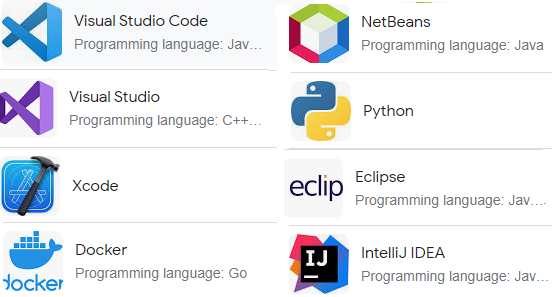 Visual Studio Code
Programming language: Jav...
Visual Studio
Programming language: C++...
Xcode
docker
Docker
Programming language: Go
NetBeans
Programming language: Java
Python
eclip
Eclipse
Programming language: Jav...
IJ
IntelliJ IDEA
Programming language: Jav...